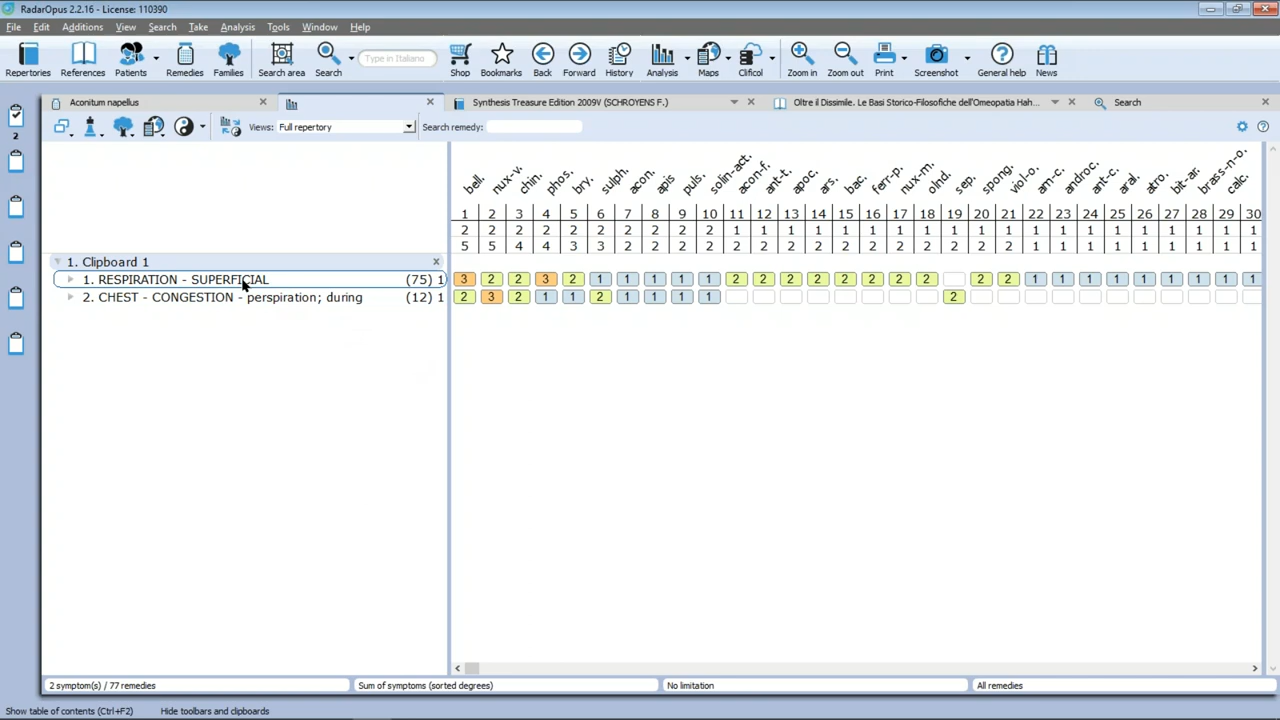 RadarOpus 2.2.16 - License: 110390
File Edit Additions View Search Take Analysis Tools Window Help
Repertories References Patients Remedies Families Search area Search Type in Italiano Shop Bookmarks Back Forward History Analysis Maps Clificol Zoom in Zoom out Print Screenshot General help News
Aconitum napellus Synthesis Treasure Edition 2009V (SCHROYENS F.) Oltre il Dissimile. Le Basi Storico-Filosofiche dell'Omeopatia Hah... Search
Views: Full repertory Search remedy:
2
bell. nux-v. chin. phos. bry. sulph. acon. apis puls. solin-act. acon-f. ant-t. apoc. ars. bac. ferr-p. nux-m. olnd. sep. spong. viol-o. am-c. androc. ant-c. aral. atro. bit-ar. brass-n-o. calc.
1 2 3 4 5 6 7 8 9 10 11 12 13 14 15 16 17 18 19 20 21 22 23 24 25 26 27 28 29 30
2 2 2 2 2 2 2 2 2 2 1 1 1 1 1 1 1 1 1 1 1 1 1 1 1 1 1 1 1 1
5 5 4 4 3 3 2 2 2 2 2 2 2 2 2 2 2 2 2 2 2 1 1 1 1 1 1 1 1 1
1. Clipboard 1
1. RESPIRATION - SUPERFICIAL (75) 1 3 2 2 3 2 1 1 1 1 1 2 2 2 2 2 2 2 2 2 2 1 1 1 1 1 1 1 1 1
2. CHEST - CONGESTION - perspiration; during (12) 1 2 3 2 1 1 2 1 1 1 1 2
2 symptom(s) / 77 remedies Sum of symptoms (sorted degrees) No limitation All remedies
Show table of contents (Ctrl+F2) Hide toolbars and clipboards